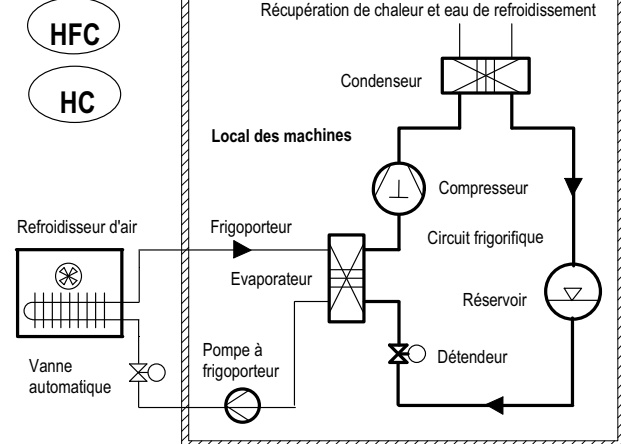 Récupération de chaleur et eau de refroidissement
HFC
HC
Condenseur
Local des machines
Compresseur
Refroidisseur d'air
Frigoporteur
Circuit frigorifique
Evaporateur
Réservoir
Pompe à
frigoporteur
Détendeur
Vanne
automatique